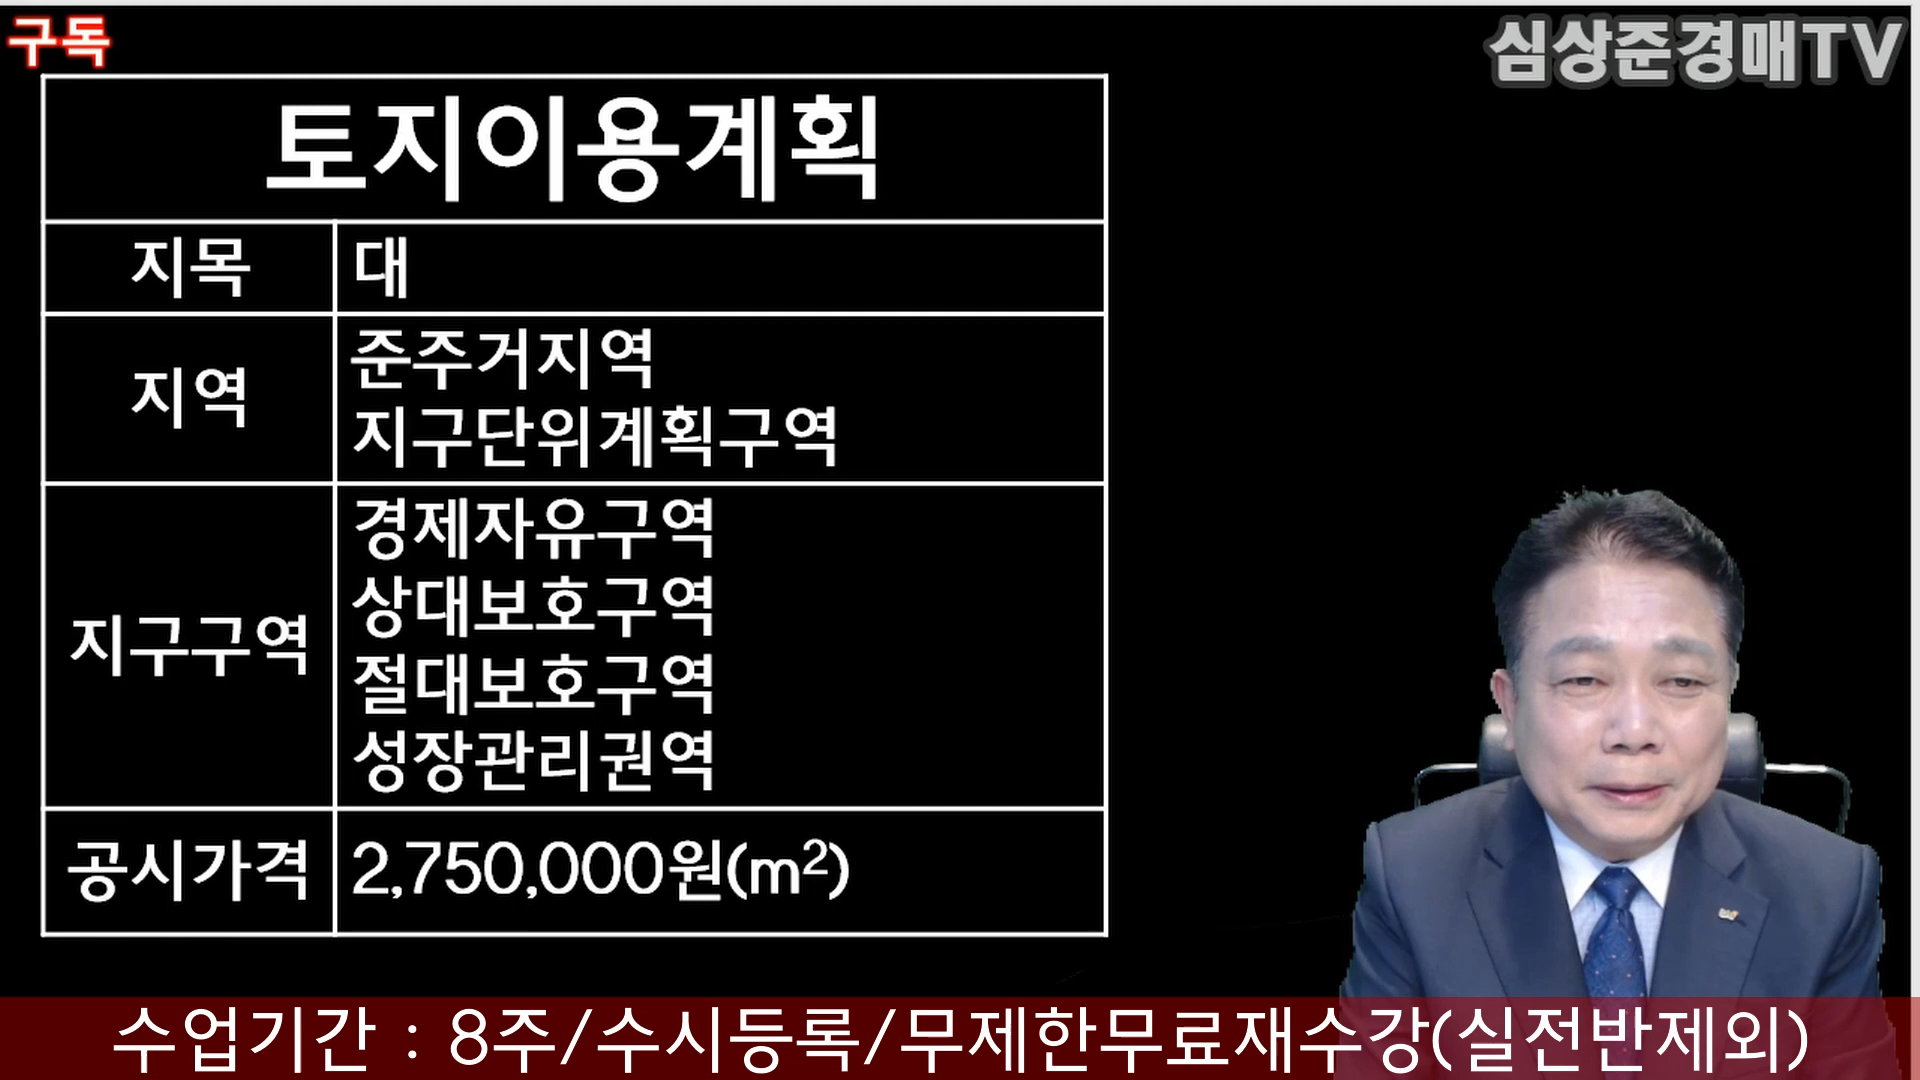 구독
심상준경매TV
토지이용계획
지목
대
지역
준주거지역
지구단위계획구역
지구구역
경제자유구역
상대보호구역
절대보호구역
성장관리권역
공시가격
2,750,000원(m²)
수업기간 : 8주/수시등록/무제한무료재수강(실전반제외)